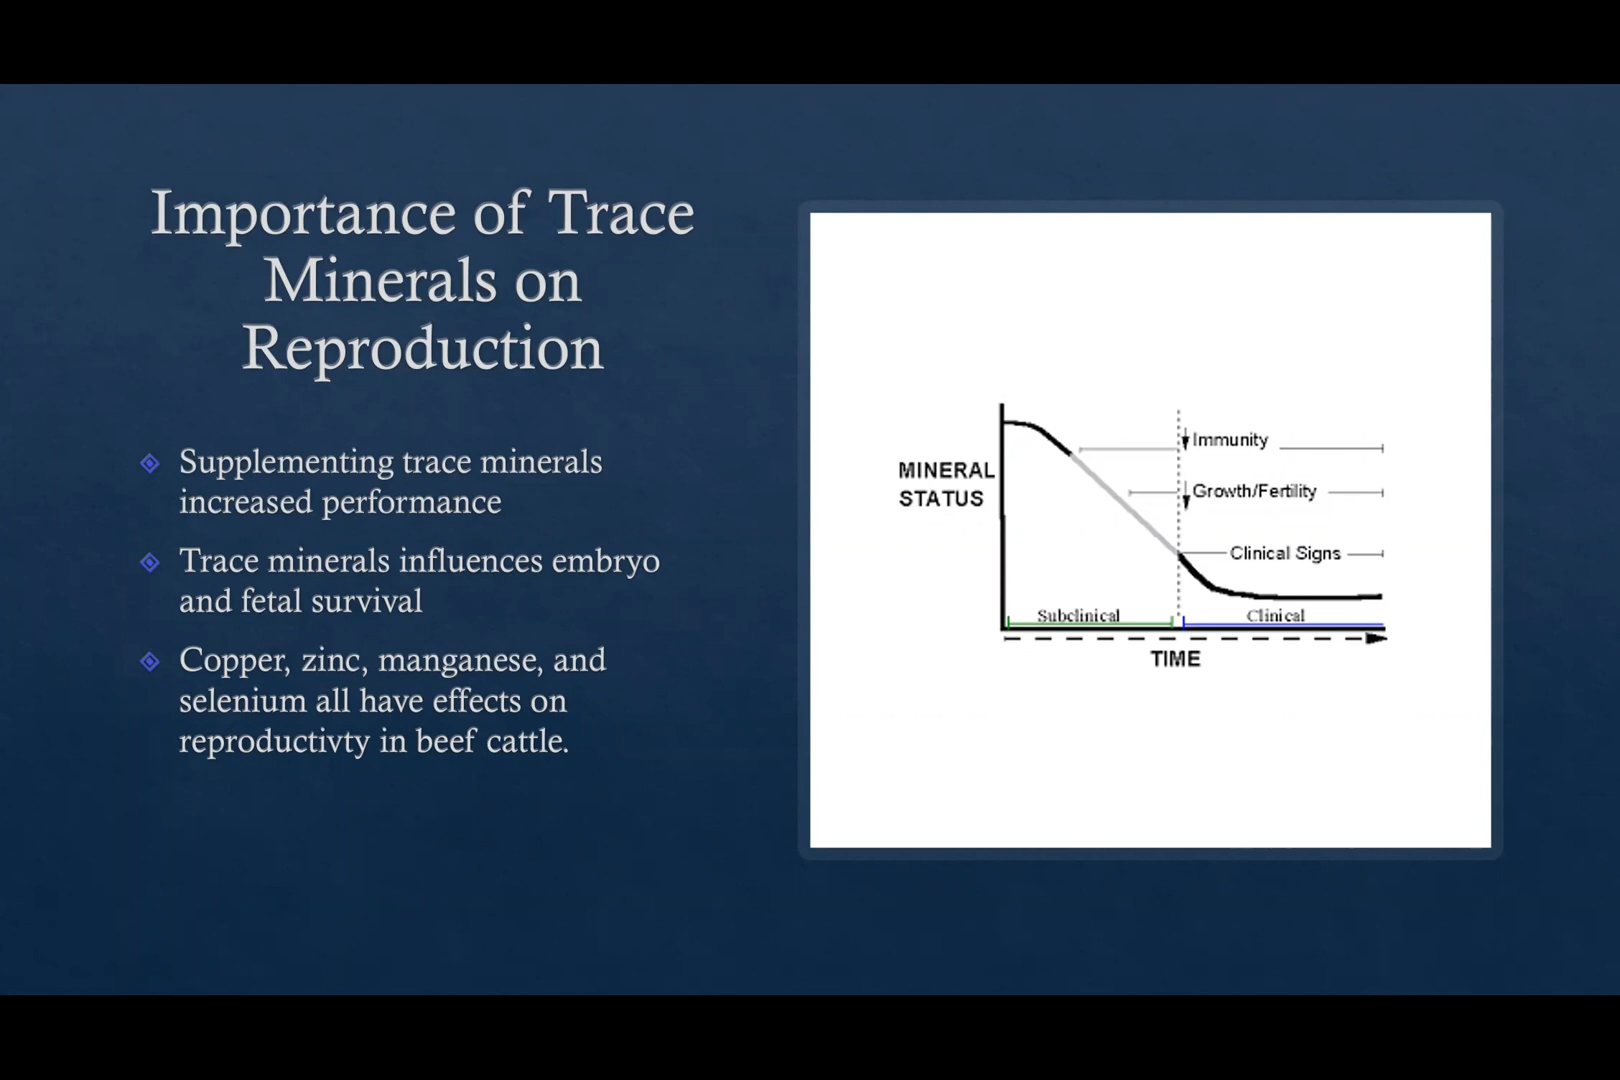 Importance of Trace
Minerals on
Reproduction
Supplementing trace minerals
increased performance
Trace minerals influences embryo
and fetal survival
Copper, zinc, manganese, and
selenium all have effects on
reproductivty in beef cattle.
MINERAL
STATUS
Immunity
Growth/Fertility
Clinical Signs
Subclinical
Clinical
TIME